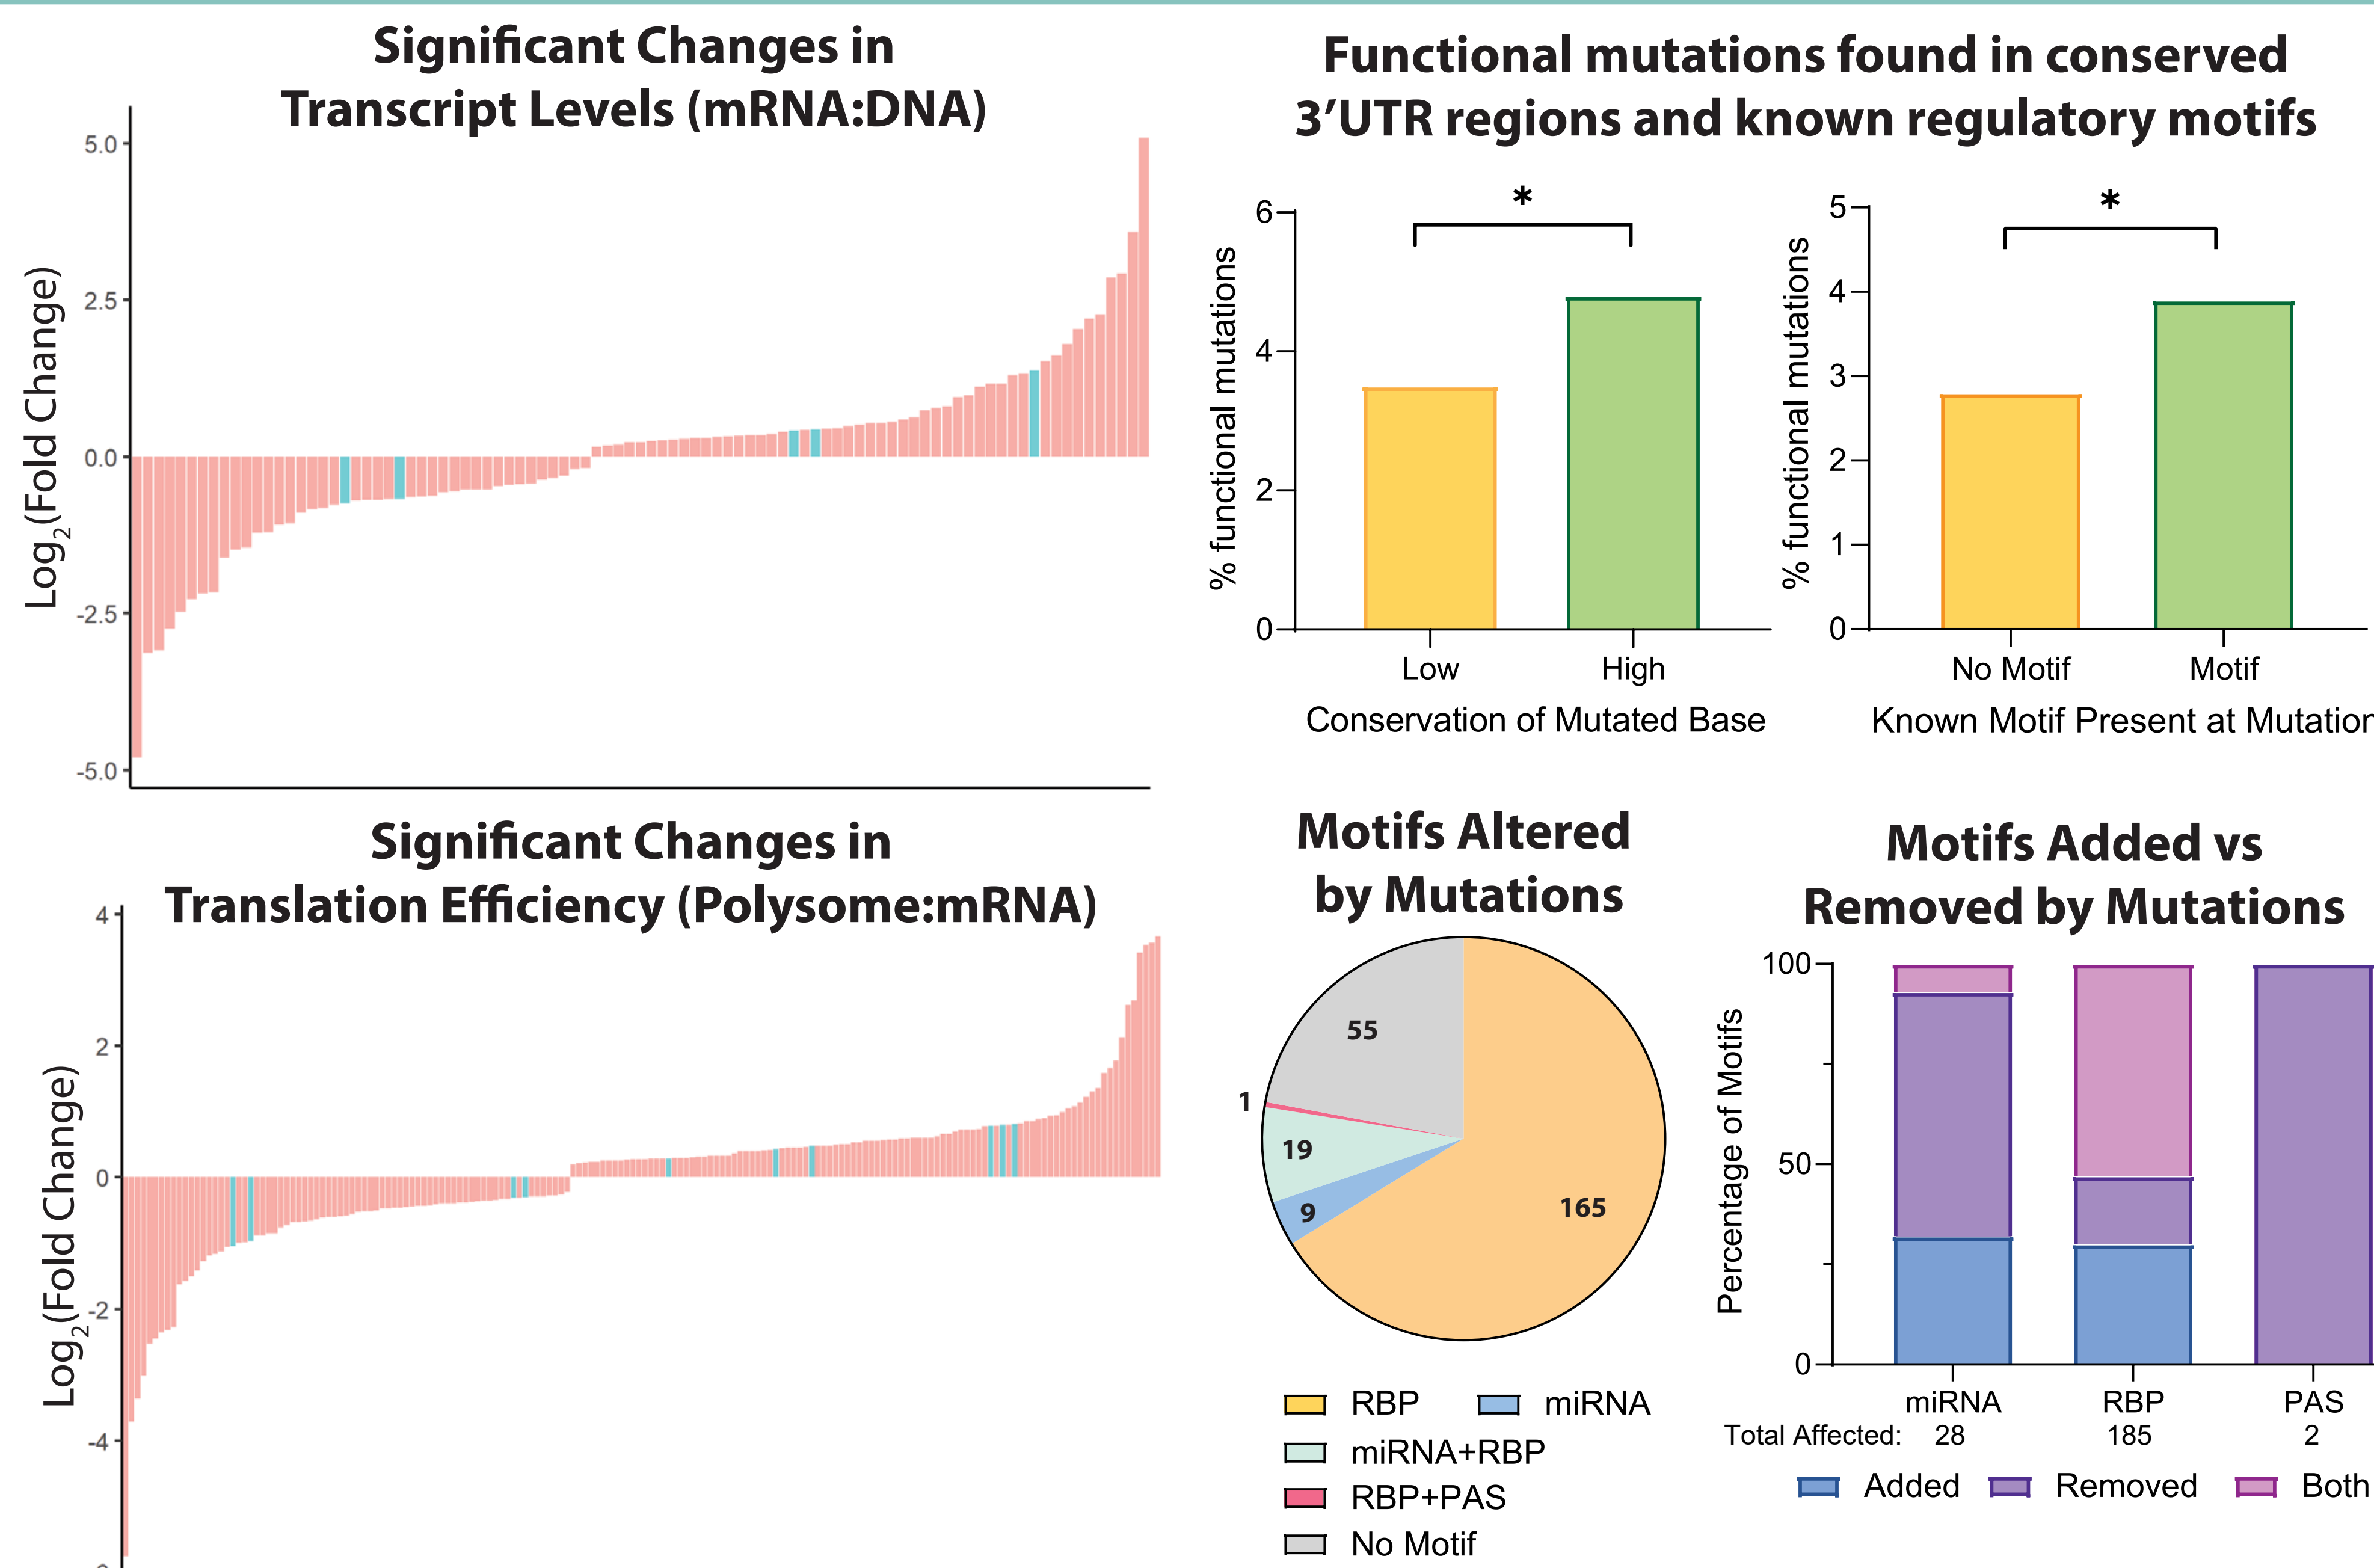 Significant Changes in
Transcript Levels (mRNA:DNA)
Log2(Fold Change)
5.0
2.5
0.0
-2.5
-5.0
Functional mutations found in conserved
3’UTR regions and known regulatory motifs
% functional mutations
6
4
2
0
*
Low
High
Conservation of Mutated Base
% functional mutations
5
4
3
2
1
0
*
No Motif
Motif
Known Motif Present at Mutation
Significant Changes in
Translation Efficiency (Polysome:mRNA)
Log2(Fold Change)
4
2
0
-2
-4
Motifs Altered
by Mutations
55
1
19
9
165
RBP
miRNA
miRNA+RBP
RBP+PAS
No Motif
Motifs Added vs
Removed by Mutations
Percentage of Motifs
100
50
0
miRNA RBP PAS
Total Affected: 28 185 2
Added Removed Both